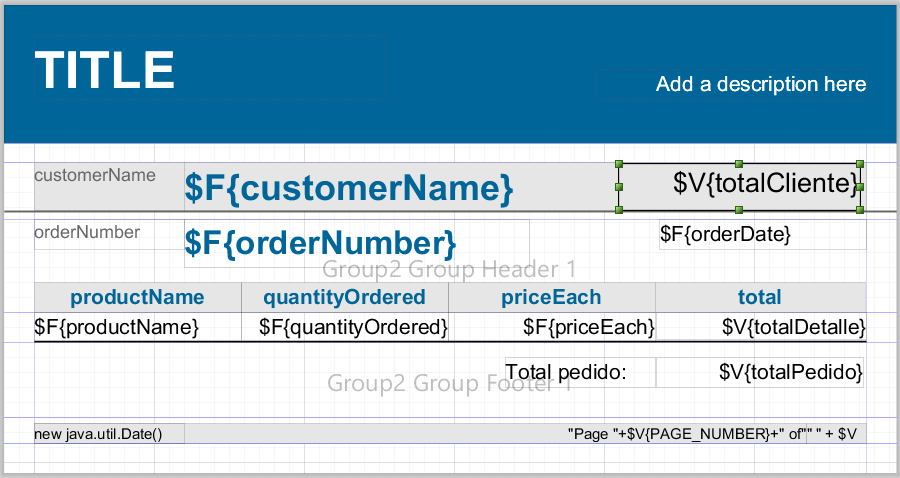 TITLE
Add a description here
customerName $F{customerName} $V{totalCliente}
orderNumber $F{orderNumber} $F{orderDate}
Group2 Group Header 1
productName quantityOrdered priceEach total
$F{productName} $F{quantityOrdered} $F{priceEach} $V{totalDetalle}
Total pedido: $V{totalPedido}
Group2 Group Footer 1
new java.util.Date() "Page "+$V{PAGE_NUMBER}+" of"" " + $V